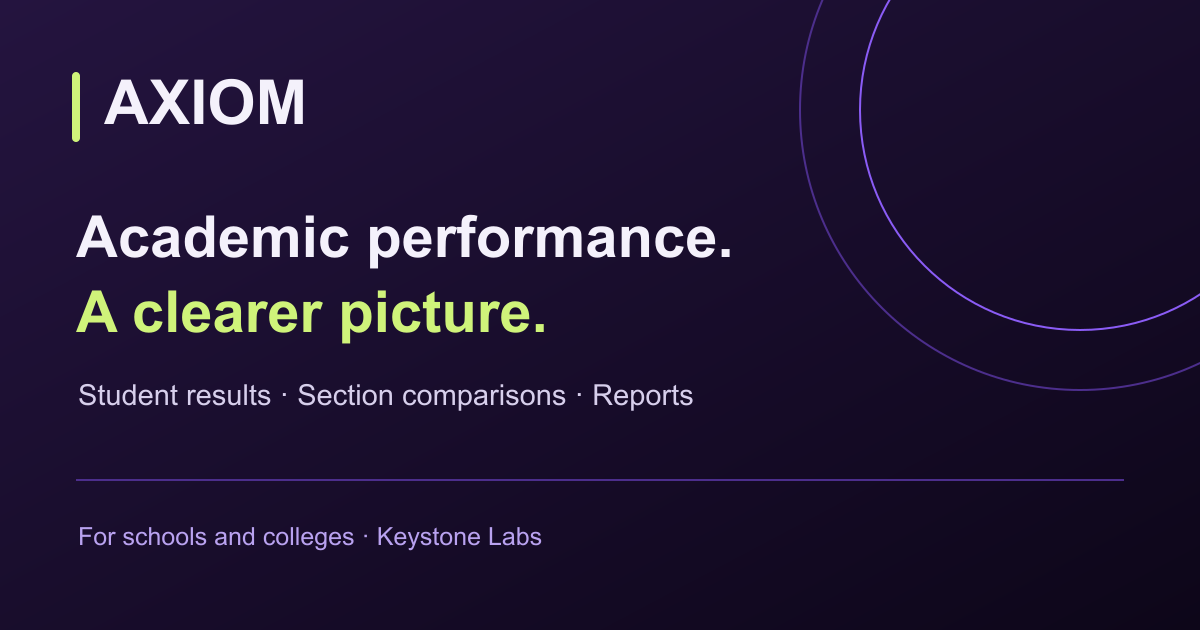 AXIOM
Academic performance.
A clearer picture.
Student results · Section comparisons · Reports
For schools and colleges · Keystone Labs